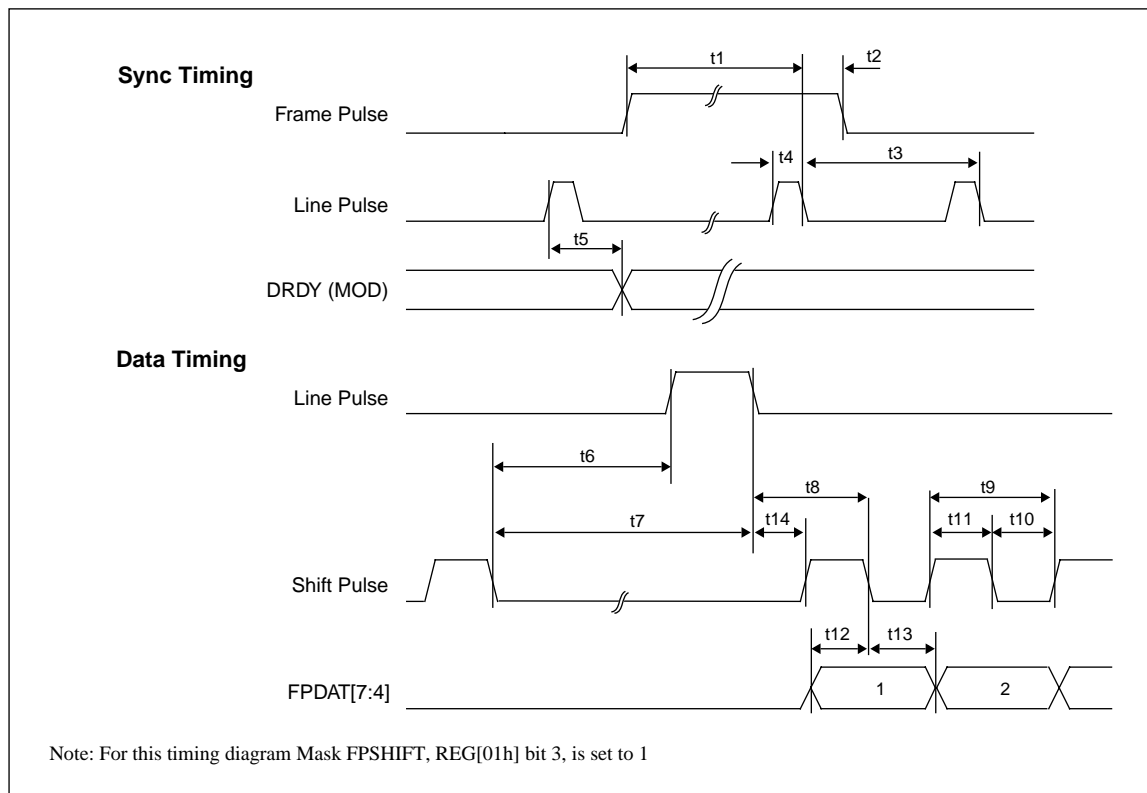 Sync Timing
t1
t2
Frame Pulse
t4
t3
Line Pulse
t5
DRDY (MOD)
Data Timing
Line Pulse
t6
t8
t9
t7
t14
t11
t10
Shift Pulse
t12
t13
FPDAT[7:4]
1
2
Note: For this timing diagram Mask FPSHIFT, REG[01h] bit 3, is set to 1